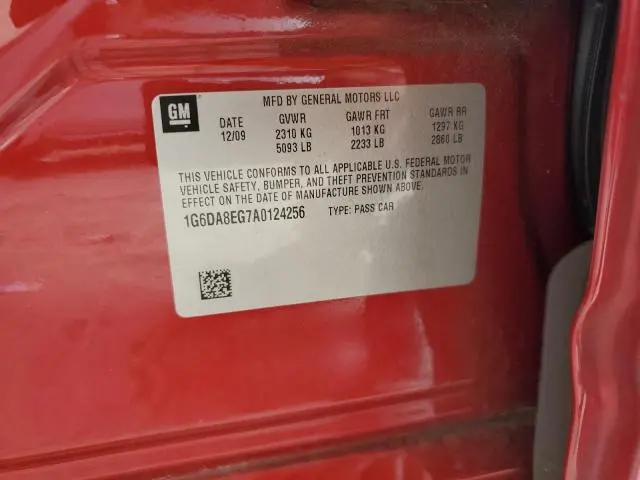 GM
MFD BY GENERAL MOTORS LLC
DATE GVWR GAWR FRT GAWR RR
12/09 2310 KG 1013 KG 1297 KG
5093 LB 2233 LB 2860 LB
THIS VEHICLE CONFORMS TO ALL APPLICABLE U.S. FEDERAL MOTOR
VEHICLE SAFETY, BUMPER, AND THEFT PREVENTION STANDARDS IN
EFFECT ON THE DATE OF MANUFACTURE SHOWN ABOVE.
1G6DA8EG7A0124256 TYPE: PASS CAR